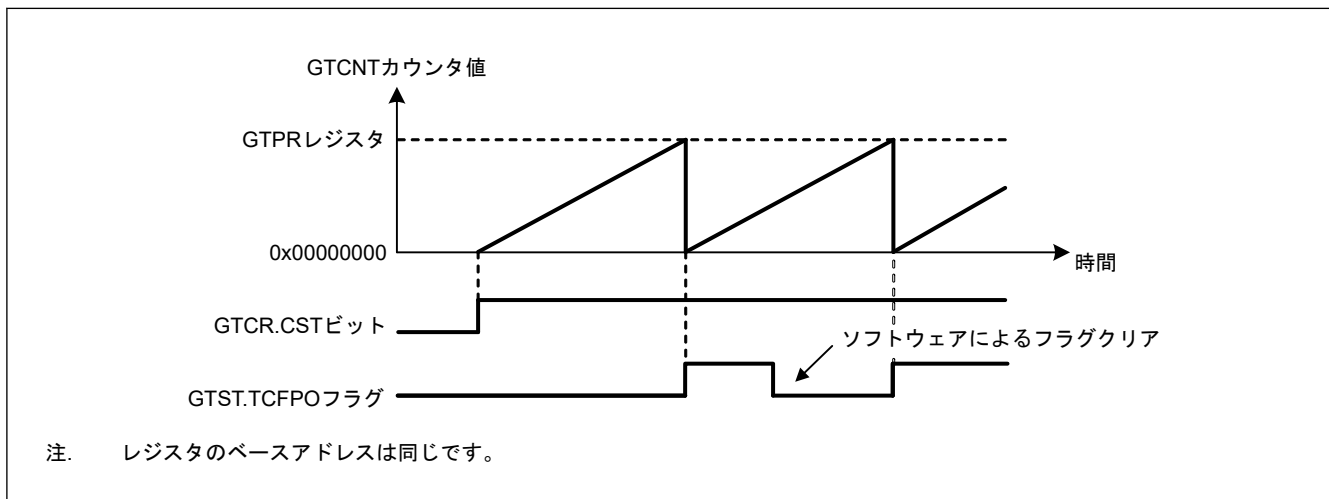 GTCNTカウンタ値
GTPRレジスタ
0x00000000
時間
GTCR.CSTビット
ソフトウェアによるフラグクリア
GTST.TCFPOフラグ
注. レジスタのベースアドレスは同じです。